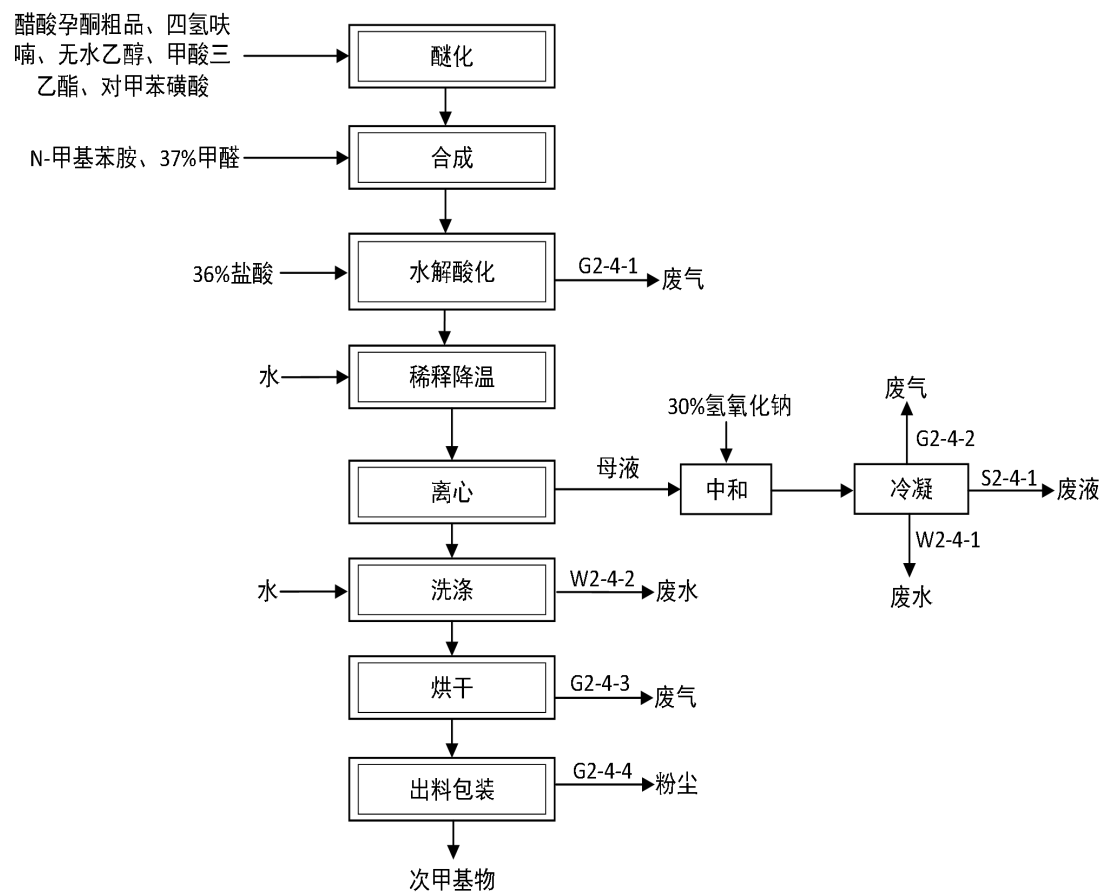 醋酸孕酮粗品、四氢呋
喃、无水乙醇、甲酸三
乙酯、对甲苯磺酸
醚化
N-甲基苯胺、37%甲醛
合成
36%盐酸
水解酸化
G2-4-1
废气
水
稀释降温
离心
母液
30%氢氧化钠
中和
冷凝
废气
G2-4-2
S2-4-1
废液
W2-4-1
废水
水
洗涤
W2-4-2
废水
烘干
G2-4-3
废气
出料包装
G2-4-4
粉尘
次甲基物